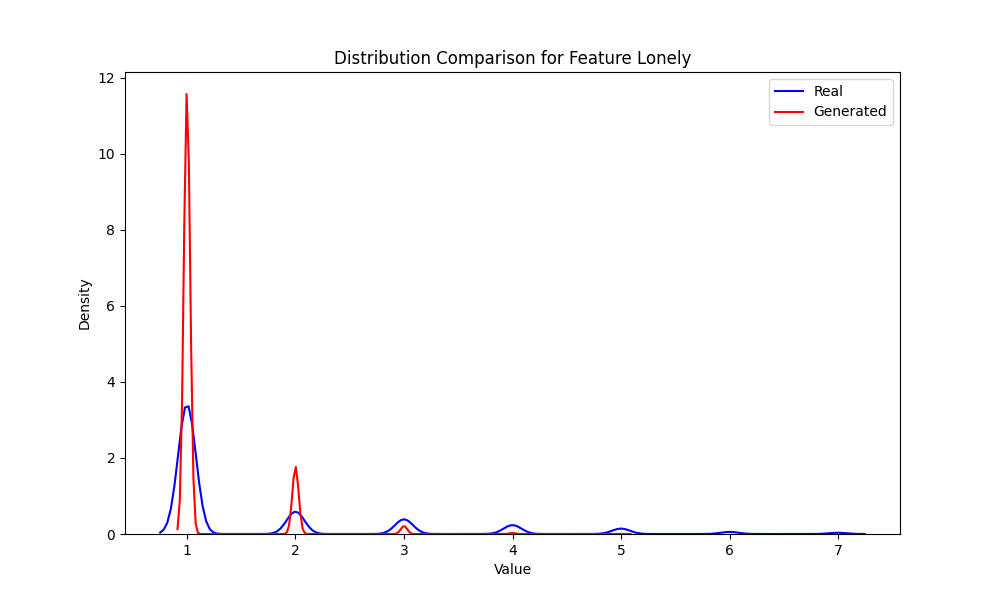 Distribution Comparison for Feature Lonely
Real
Generated
12
10
8
6
4
2
0
Density
1 2 3 4 5 6 7
Value